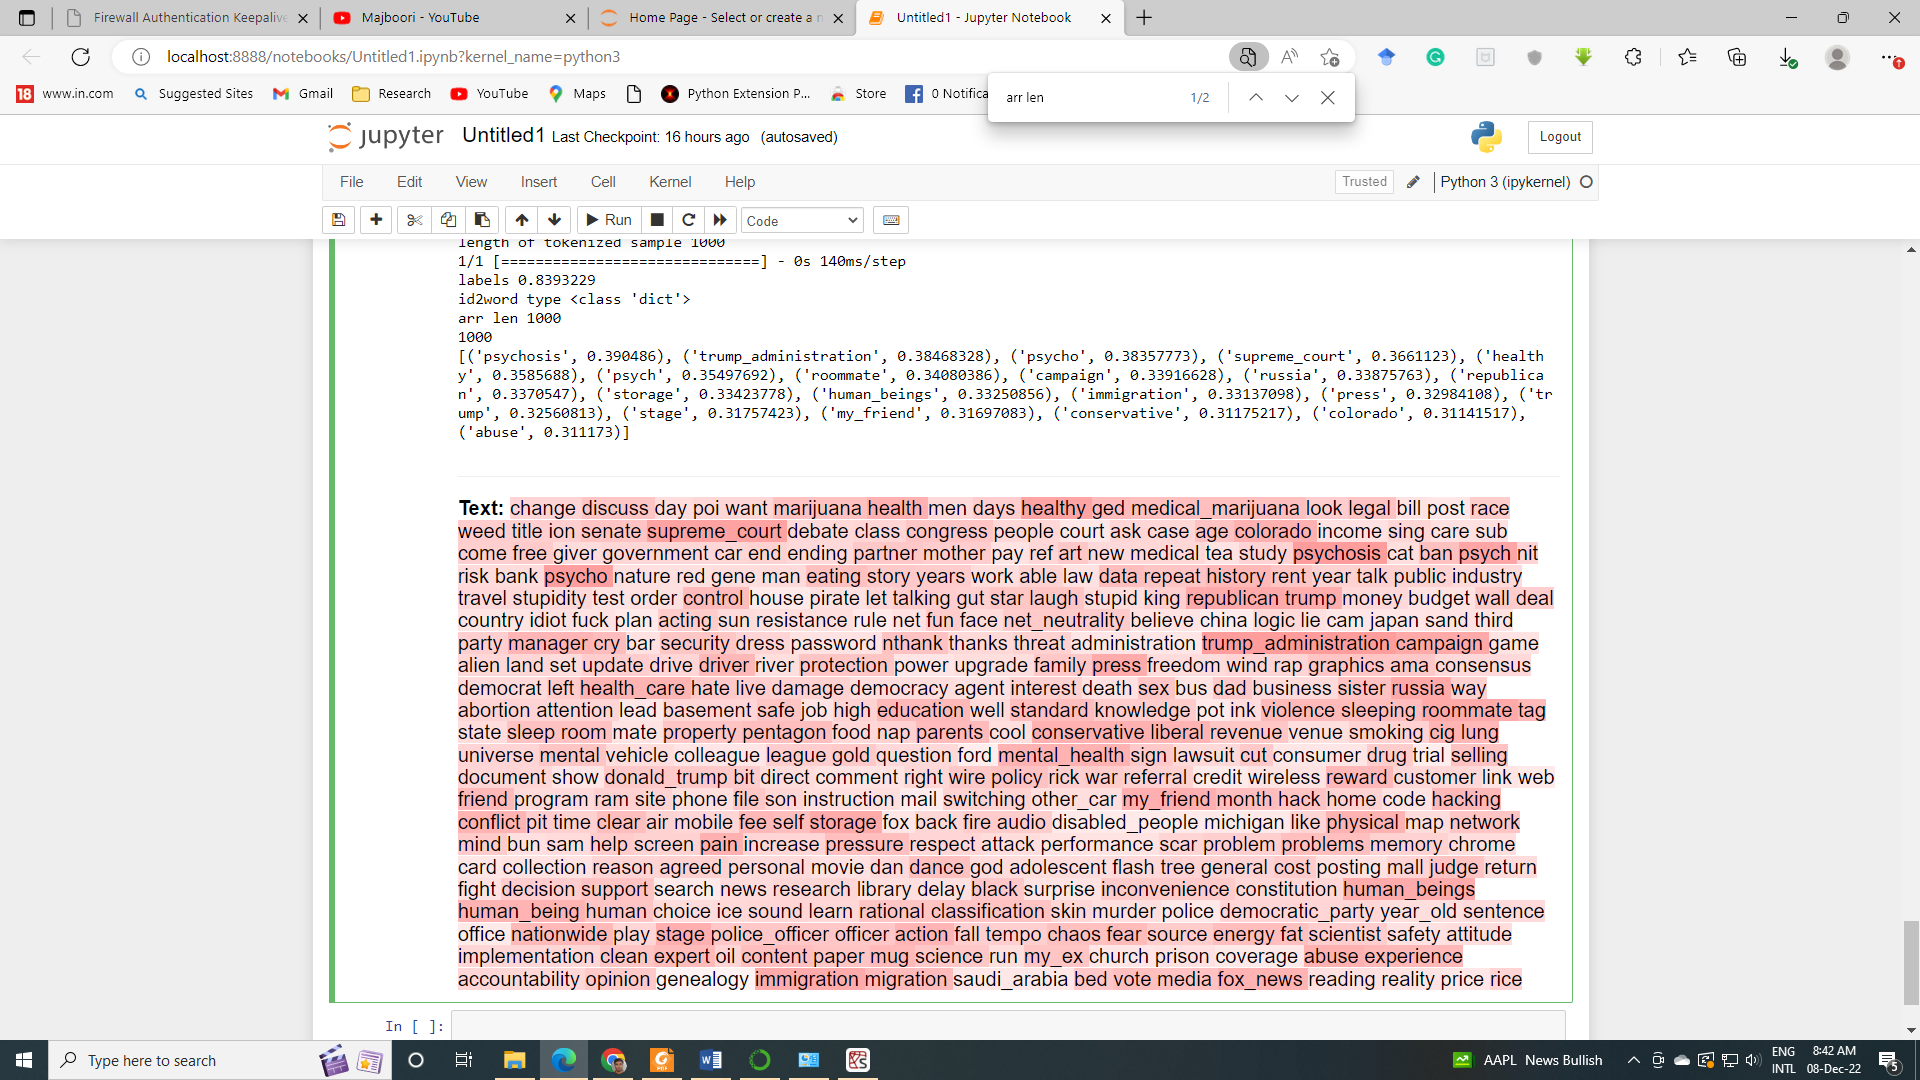 Firewall Authentication Keepalive
Majboori - YouTube
Home Page - Select or create a n
Untitled1 - Jupyter Notebook
localhost:8888/notebooks/Untitled1.ipynb?kernel_name=python3
www.in.com
Suggested Sites
Gmail
Research
YouTube
Maps
Python Extension P...
Store
0 Notifica
arr len
1/2
jupyter
Untitled1 Last Checkpoint: 16 hours ago (autosaved)
Logout
File Edit View Insert Cell Kernel Help
Trusted
Python 3 (ipykernel)
Run
Code
length of tokenized sample 1000
1/1 [==============================] - 0s 140ms/step
labels 0.8393229
id2word type <class 'dict'>
arr len 1000
1000
[('psychosis', 0.390486), ('trump_administration', 0.38468328), ('psycho', 0.38357773), ('supreme_court', 0.3661123), ('health
y', 0.3585688), ('psych', 0.35497692), ('roommate', 0.34080386), ('campaign', 0.33916628), ('russia', 0.33875763), ('republica
n', 0.3370547), ('storage', 0.33423778), ('human_beings', 0.33250856), ('immigration', 0.33137098), ('press', 0.32984108), ('tr
ump', 0.32560813), ('stage', 0.31757423), ('my_friend', 0.31697083), ('conservative', 0.31175217), ('colorado', 0.31141517),
('abuse', 0.311173)]
Text: change discuss day poi want marijuana health men days healthy ged medical_marijuana look legal bill post race
weed title ion senate supreme_court debate class congress people court ask case age colorado income sing care sub
come free giver government car end ending partner mother pay ref art new medical tea study psychosis cat ban psych nit
risk bank psycho nature red gene man eating story years work able law data repeat history rent year talk public industry
travel stupidity test order control house pirate let talking gut star laugh stupid king republican trump money budget wall deal
country idiot fuck plan acting sun resistance rule net fun face net_neutrality believe china logic lie cam japan sand third
party manager cry bar security dress password nthank thanks threat administration trump_administration campaign game
alien land set update drive driver river protection power upgrade family press freedom wind rap graphics ama consensus
democrat left health_care hate live damage democracy agent interest death sex bus dad business sister russia way
abortion attention lead basement safe job high education well standard knowledge pot ink violence sleeping roommate tag
state sleep room mate property pentagon food nap parents cool conservative liberal revenue venue smoking cig lung
universe mental vehicle colleague league gold question ford mental_health sign lawsuit cut consumer drug trial selling
document show donald_trump bit direct comment right wire policy rick war referral credit wireless reward customer link web
friend program ram site phone file son instruction mail switching other_car my_friend month hack home code hacking
conflict pit time clear air mobile fee self storage fox back fire audio disabled_people michigan like physical map network
mind bun sam help screen pain increase pressure respect attack performance scar problem problems memory chrome
card collection reason agreed personal movie dan dance god adolescent flash tree general cost posting mall judge return
fight decision support search news research library delay black surprise inconvenience constitution human_beings
human_being human choice ice sound learn rational classification skin murder police democratic_party year_old sentence
office nationwide play stage police_officer officer action fall tempo chaos fear source energy fat scientist safety attitude
implementation clean expert oil content paper mug science run my_ex church prison coverage abuse experience
accountability opinion genealogy immigration migration saudi_arabia bed vote media fox_news reading reality price rice
In [ ]:
Type here to search
AAPL News Bullish
ENG
INTL
8:42 AM
08-Dec-22
5